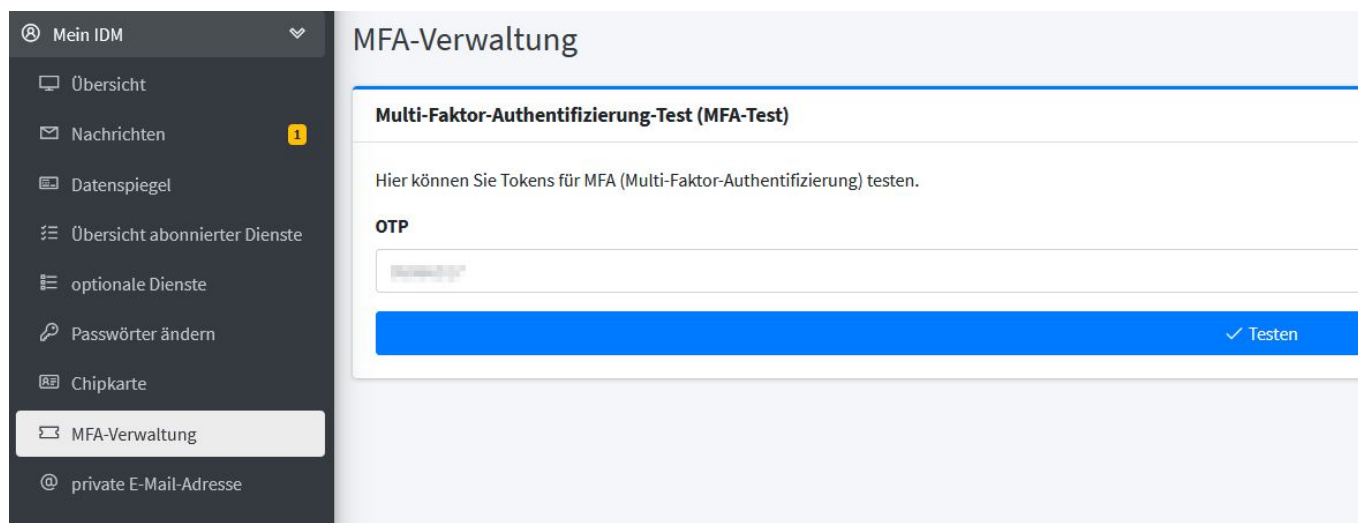 Mein IDM
Übersicht
Nachrichten 1
Datenspiegel
Übersicht abonnierter Dienste
optionale Dienste
Passwörter ändern
Chipkarte
MFA-Verwaltung
private E-Mail-Adresse
MFA-Verwaltung
Multi-Faktor-Authentifizierung-Test (MFA-Test)
Hier können Sie Tokens für MFA (Multi-Faktor-Authentifizierung) testen.
OTP
Testen